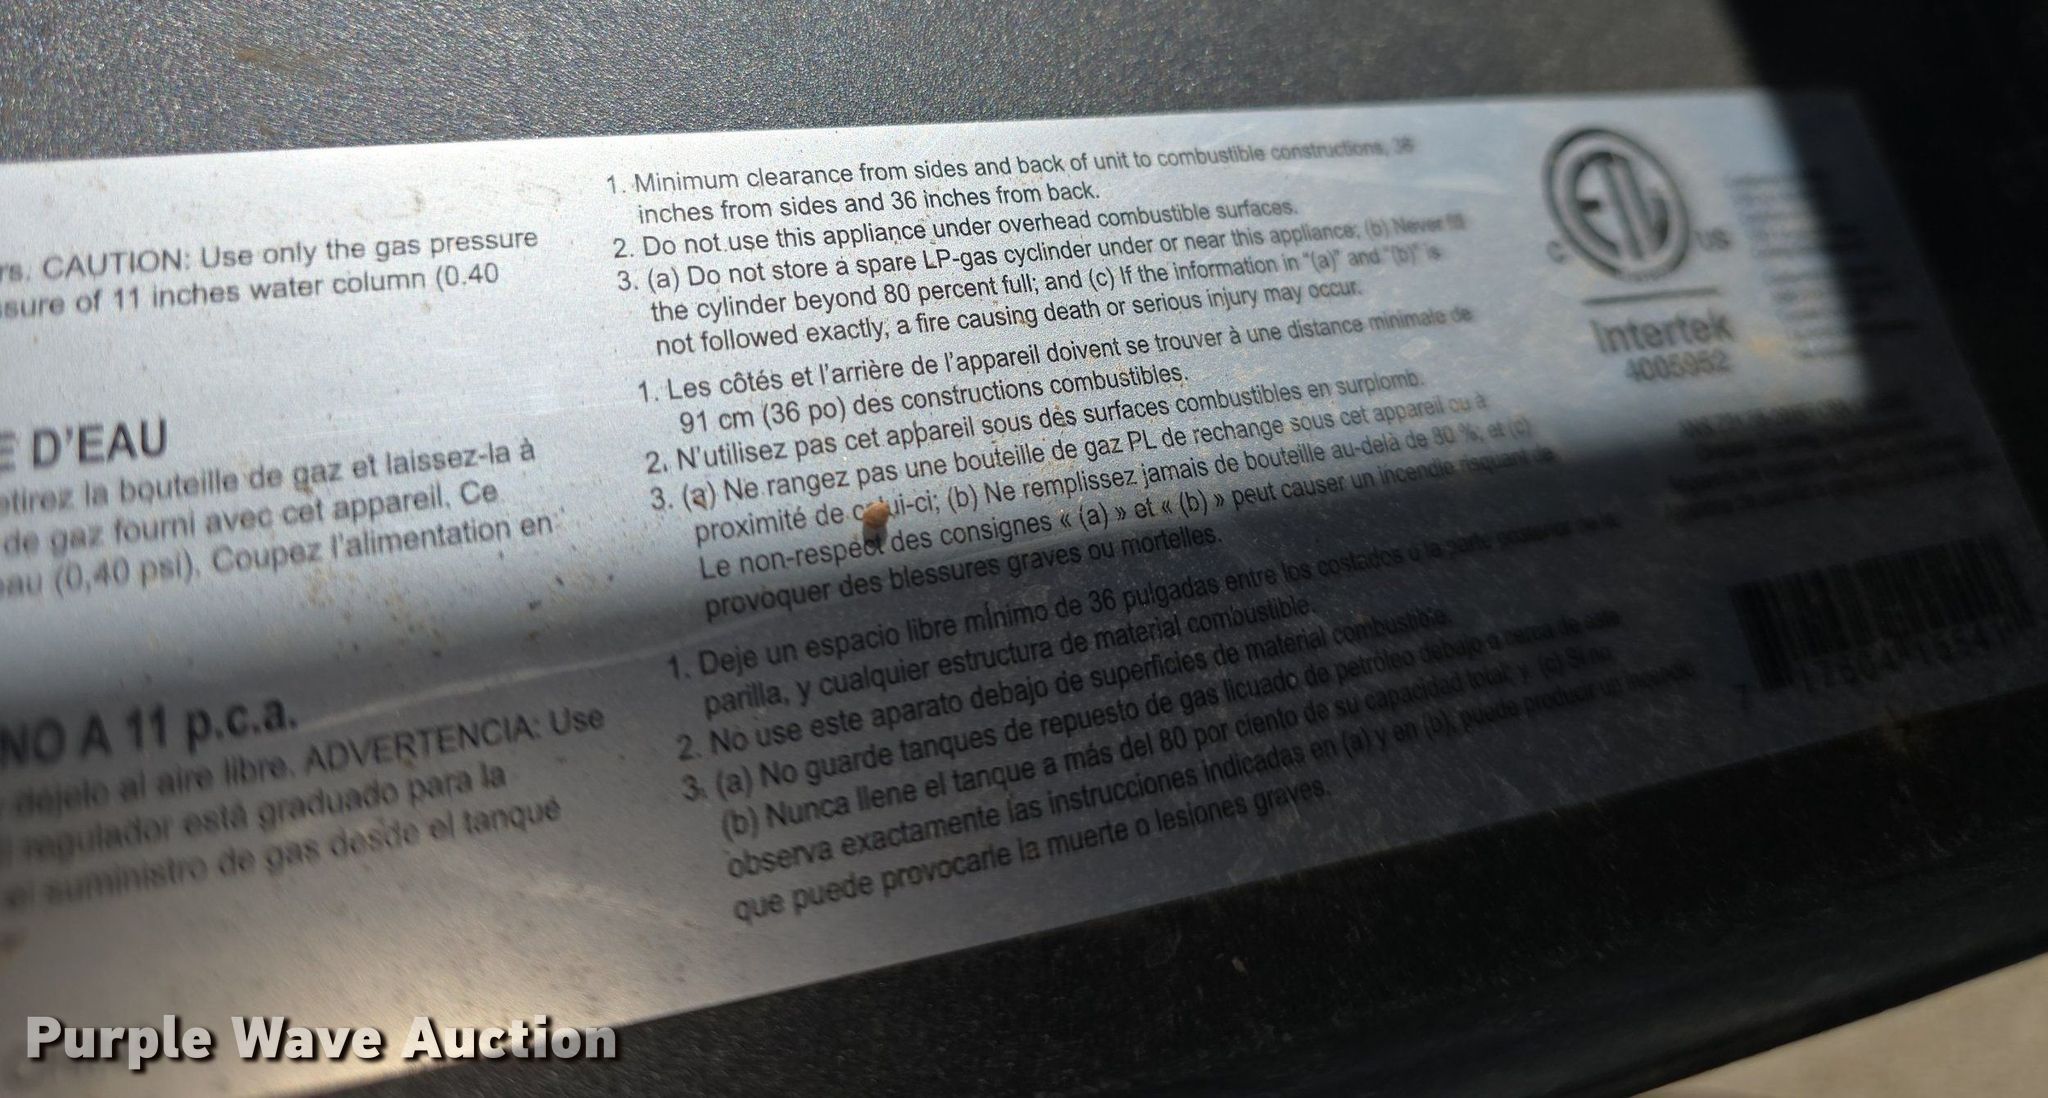 rs. CAUTION: Use only the gas pressure
sure of 11 inches water column (0.40
E D'EAU
etirez la bouteille de gaz et laissez-la à
de gaz fourni avec cet appareil. Ce
eau (0,40 psi). Coupez l'alimentation en
NO A 11 p.c.a.
déjelo al aire libre. ADVERTENCIA: Use
regulador está graduado para la
el suministro de gas desde el tanque
1. Minimum clearance from sides and back of unit to combustible constructions, 36
inches from sides and 36 inches from back.
2. Do not use this appliance under overhead combustible surfaces.
3. (a) Do not store a spare LP-gas cyclinder under or near this appliance; (b) Never fill
the cylinder beyond 80 percent full; and (c) If the information in "(a)" and "(b)" is
not followed exactly, a fire causing death or serious injury may occur.
1. Les côtés et l'arrière de l'appareil doivent se trouver à une distance minimale de
91 cm (36 po) des constructions combustibles.
2. N'utilisez pas cet appareil sous des surfaces combustibles en surplomb.
3. (a) Ne rangez pas une bouteille de gaz PL de rechange sous cet appareil ou à
proximité de celui-ci; (b) Ne remplissez jamais de bouteille au-delà de 80 %; et (c)
Le non-respect des consignes « (a) » et « (b) » peut causer un incendie risquant de
provoquer des blessures graves ou mortelles.
1. Deje un espacio libre mínimo de 36 pulgadas entre los costados o la parte posterior de la
parilla, y cualquier estructura de material combustible.
2. No use este aparato debajo de superficies de material combustible.
3. (a) No guarde tanques de repuesto de gas licuado de petróleo debajo o cerca de este
(b) Nunca llene el tanque a más del 80 por ciento de su capacidad total; y, (c) Si no
observa exactamente las instrucciones indicadas en (a) y en (b), puede producir un incendio
que puede provocarle la muerte o lesiones graves.
ETL
c us
Intertek
4005952
Purple Wave Auction